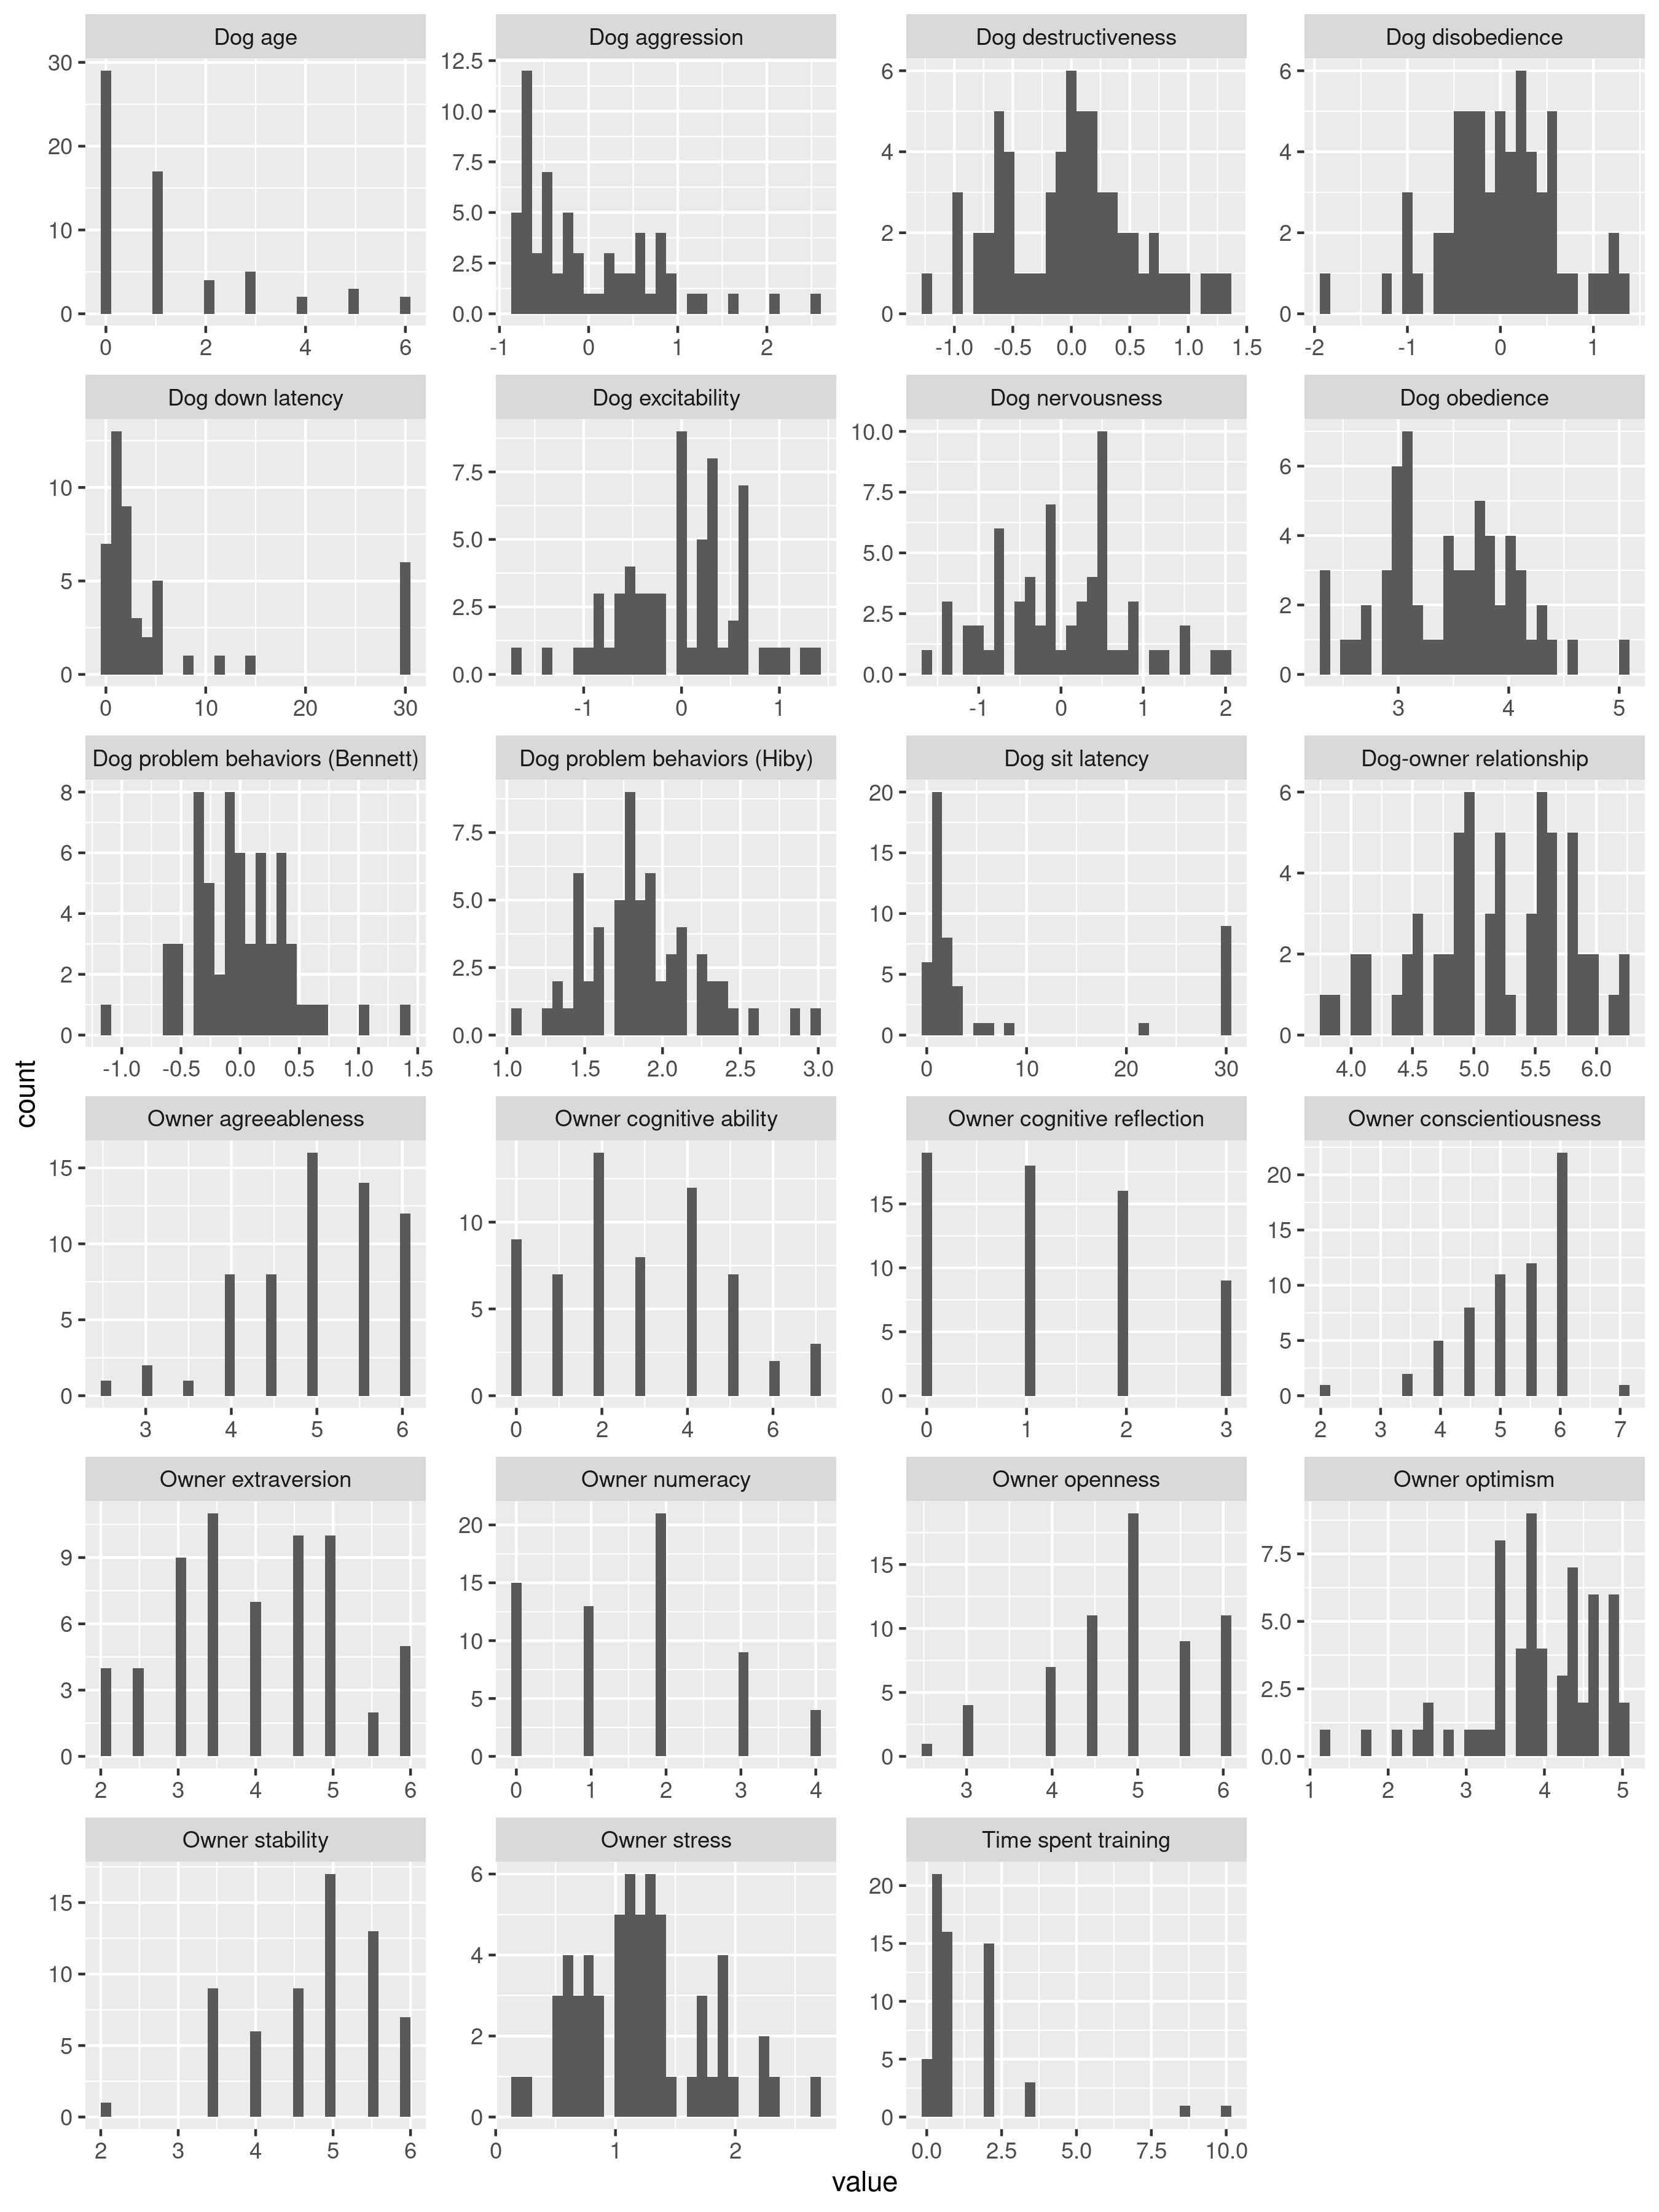 Dog age
Dog aggression
Dog destructiveness
Dog disobedience
30
20
10
0
12.5
10.0
7.5
5.0
2.5
0.0
6
4
2
0
6
4
2
0
0 2 4 6
-1 0 1 2
-1.0 -0.5 0.0 0.5 1.0 1.5
-2 -1 0 1
Dog down latency
Dog excitability
Dog nervousness
Dog obedience
10
5
0
7.5
5.0
2.5
0.0
10.0
7.5
5.0
2.5
0.0
6
4
2
0
0 10 20 30
-1 0 1
-1 0 1 2
3 4 5
Dog problem behaviors (Bennett)
Dog problem behaviors (Hiby)
Dog sit latency
Dog-owner relationship
8
6
4
2
0
7.5
5.0
2.5
0.0
20
15
10
5
0
6
4
2
0
-1.0 -0.5 0.0 0.5 1.0 1.5
1.0 1.5 2.0 2.5 3.0
0 10 20 30
4.0 4.5 5.0 5.5 6.0
count
Owner agreeableness
Owner cognitive ability
Owner cognitive reflection
Owner conscientiousness
15
10
5
0
10
5
0
15
10
5
0
20
15
10
5
0
3 4 5 6
0 2 4 6
0 1 2 3
2 3 4 5 6 7
Owner extraversion
Owner numeracy
Owner openness
Owner optimism
9
6
3
0
20
15
10
5
0
15
10
5
0
7.5
5.0
2.5
0.0
2 3 4 5 6
0 1 2 3 4
3 4 5 6
1 2 3 4 5
Owner stability
Owner stress
Time spent training
15
10
5
0
6
4
2
0
20
15
10
5
0
2 3 4 5 6
0 1 2
0.0 2.5 5.0 7.5 10.0
value